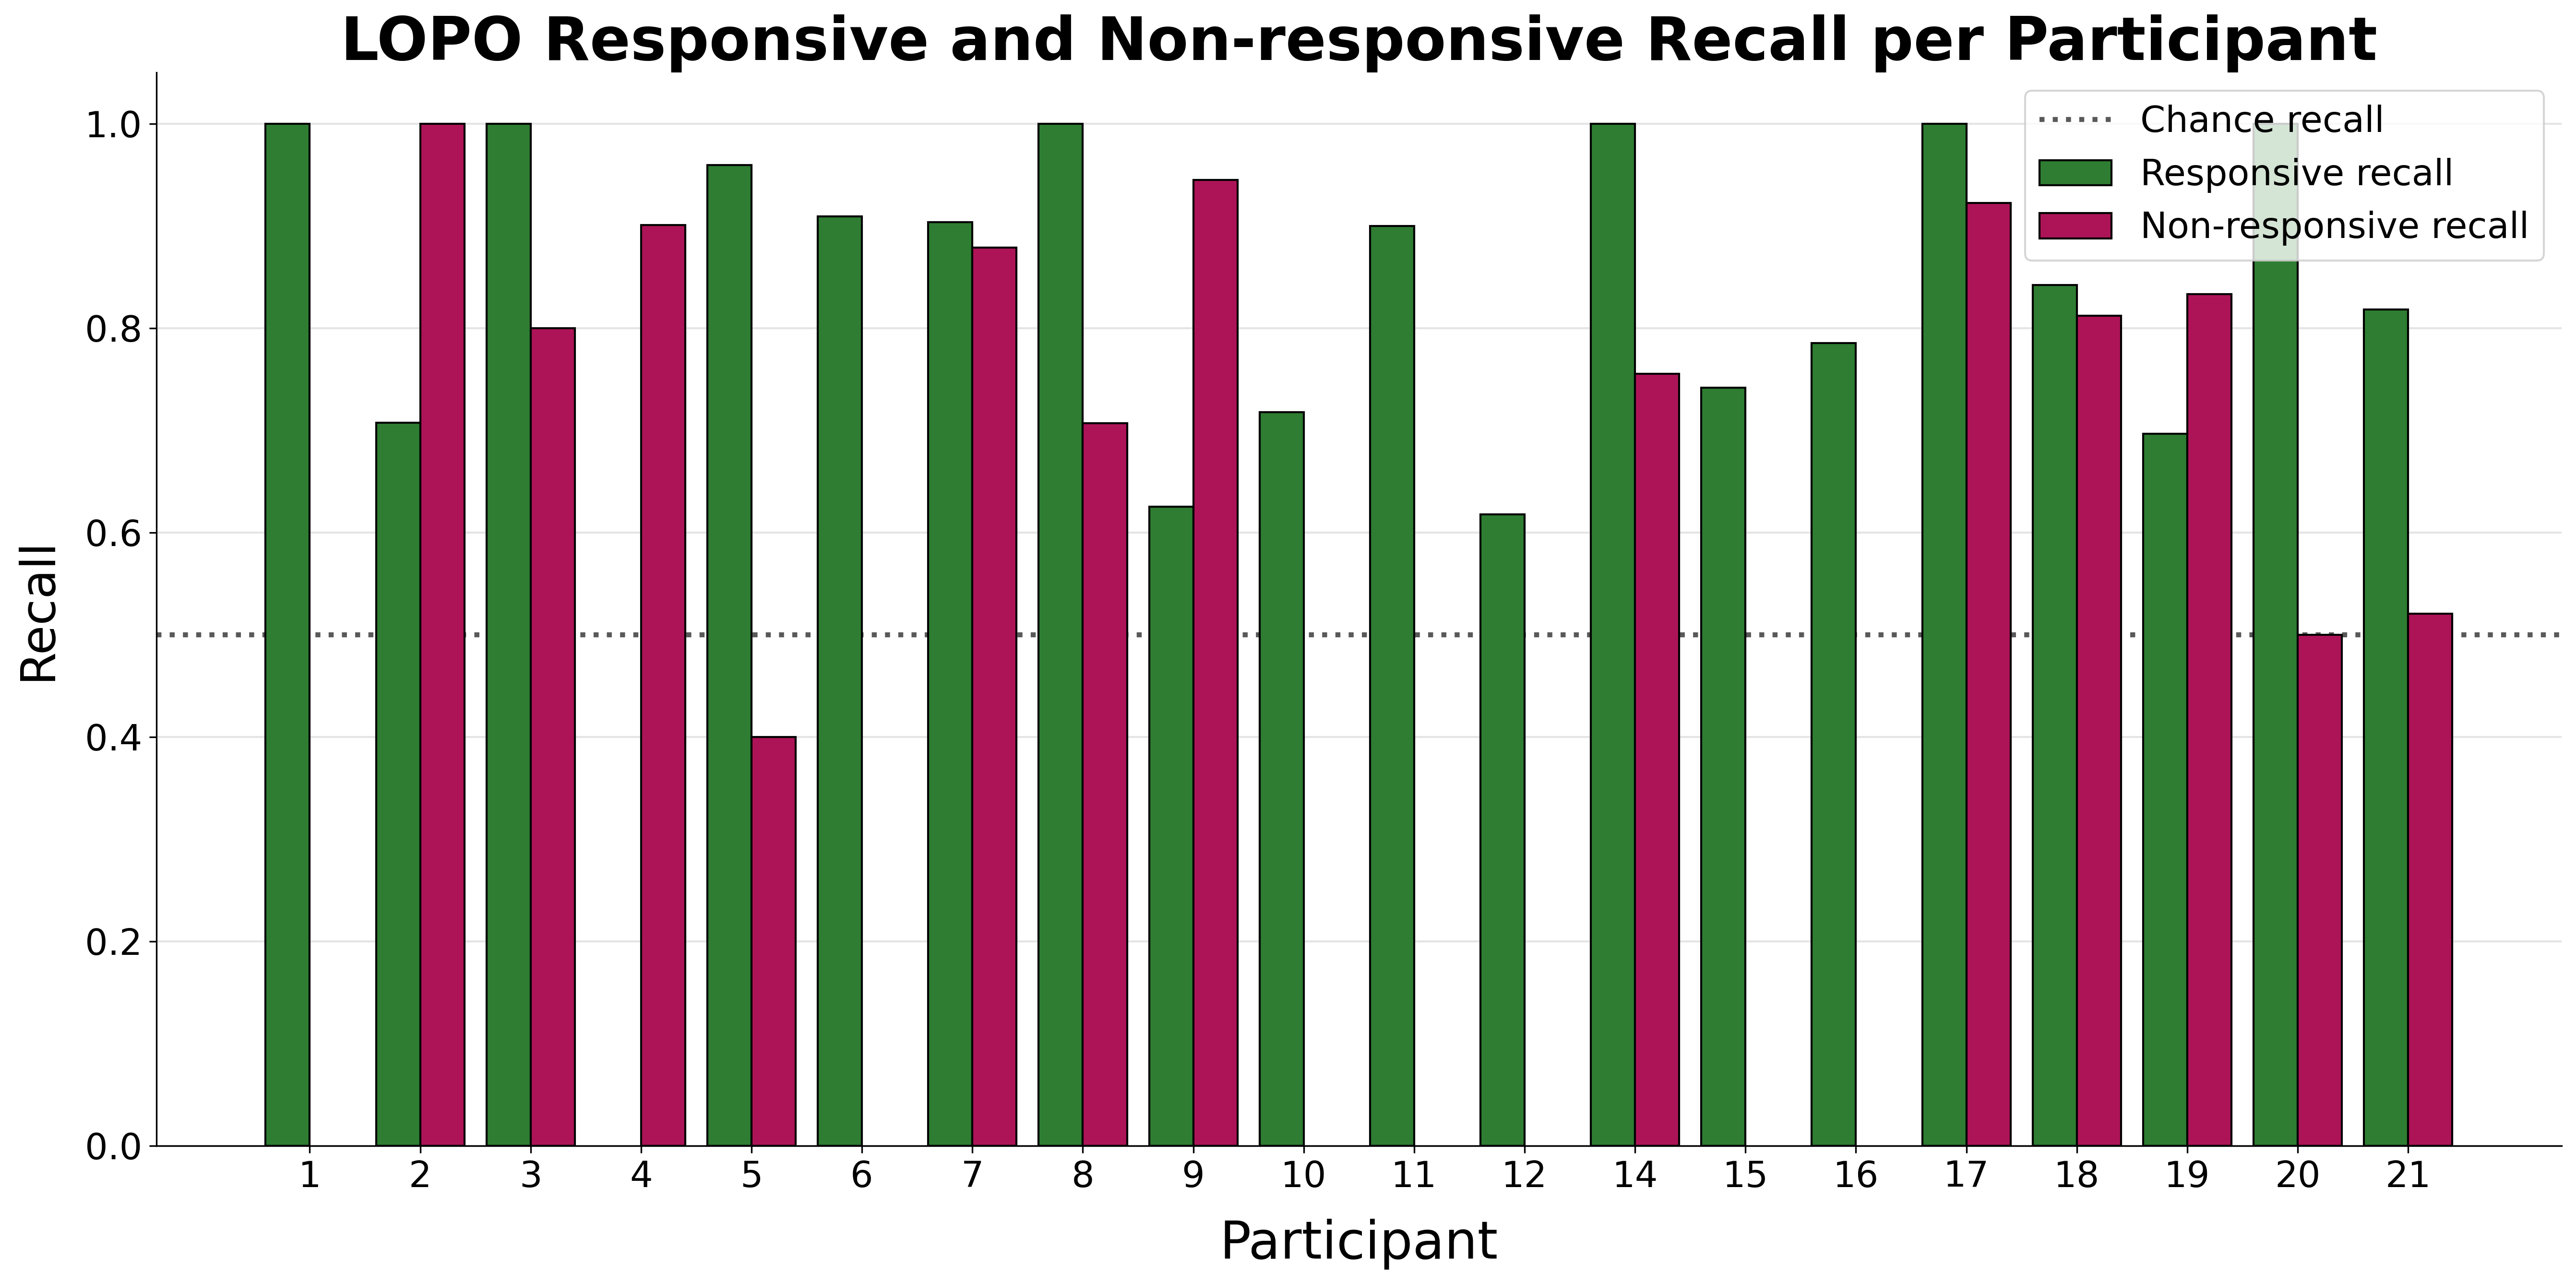 LOPO Responsive and Non-responsive Recall per Participant
Chance recall
Responsive recall
Non-responsive recall
Recall
1.0
0.8
0.6
0.4
0.2
0.0
1 2 3 4 5 6 7 8 9 10 11 12 14 15 16 17 18 19 20 21
Participant